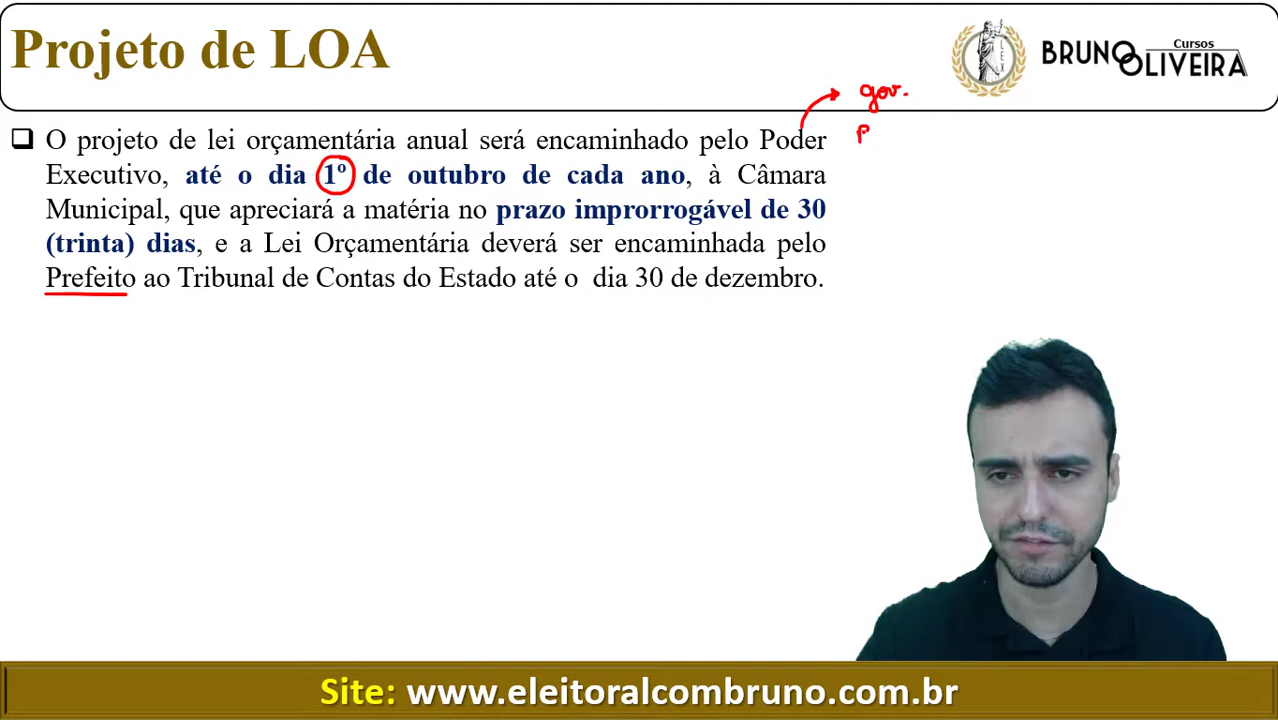 Projeto de LOA
Cursos
BRUNO
OLIVEIRA
gov.
P
❑ O projeto de lei orçamentária anual será encaminhado pelo Poder
Executivo, até o dia 1º de outubro de cada ano, à Câmara
Municipal, que apreciará a matéria no prazo improrrogável de 30
(trinta) dias, e a Lei Orçamentária deverá ser encaminhada pelo
Prefeito ao Tribunal de Contas do Estado até o dia 30 de dezembro.
Site: www.eleitoralcombruno.com.br